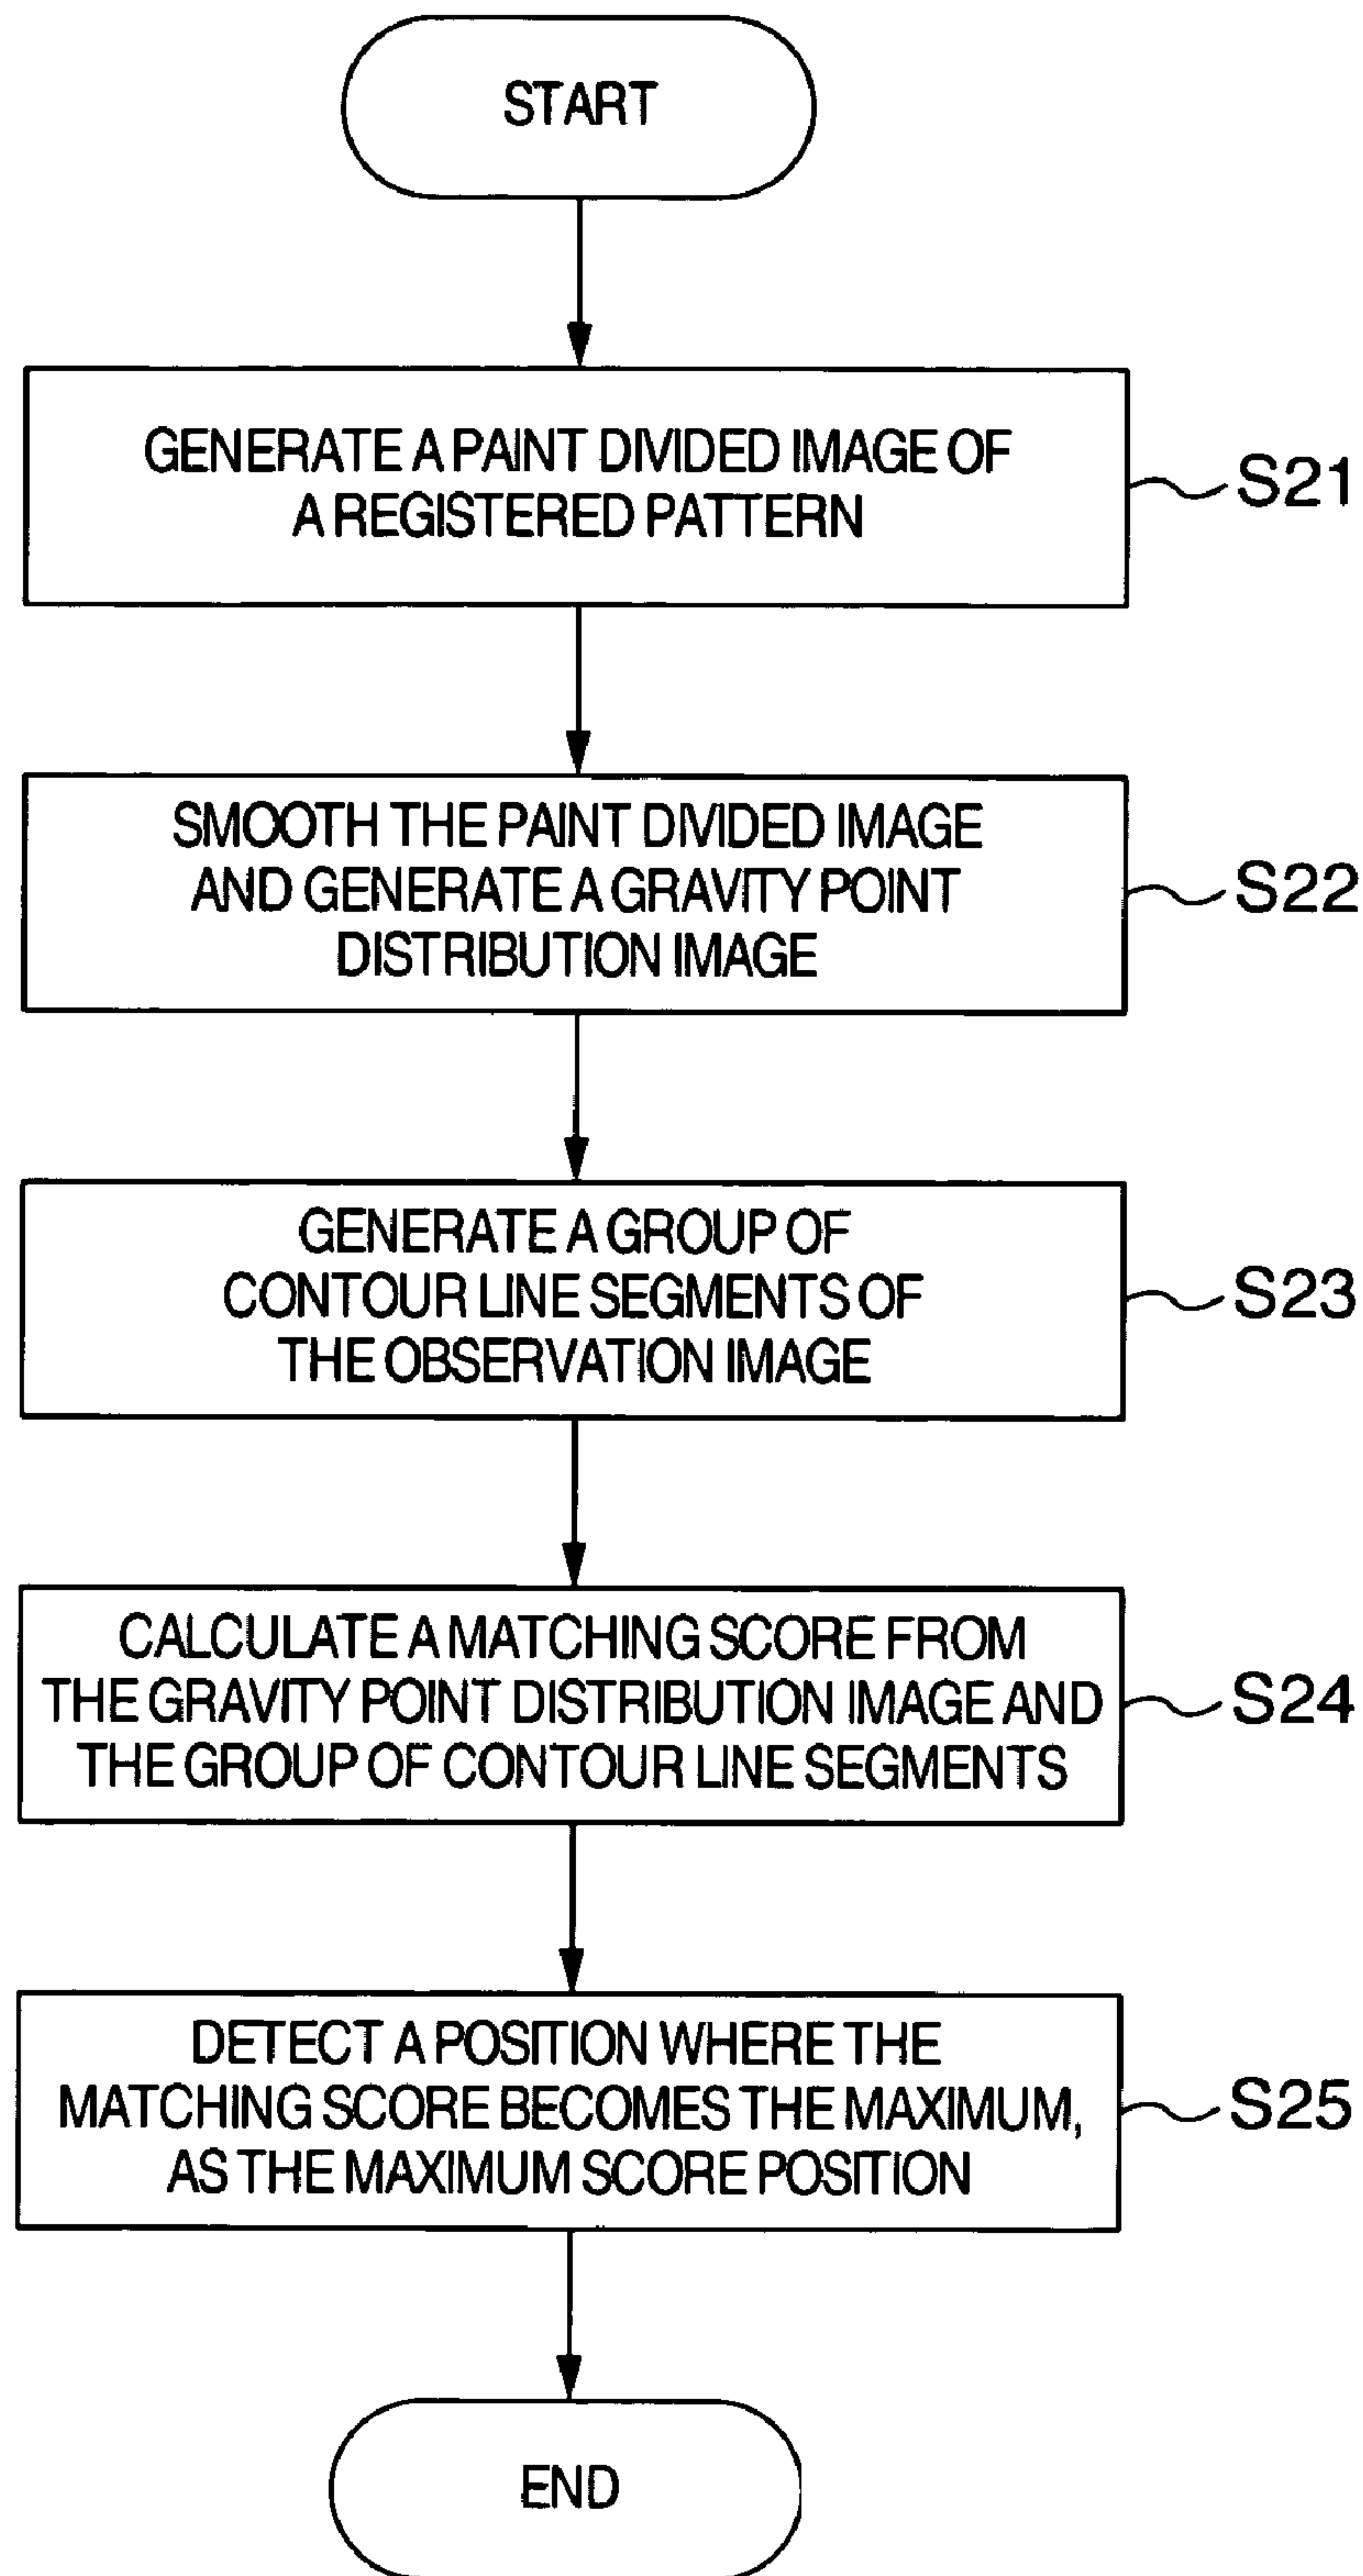 START
GENERATE A PAINT DIVIDED IMAGE OF
A REGISTERED PATTERN
S21
SMOOTH THE PAINT DIVIDED IMAGE
AND GENERATE A GRAVITY POINT
DISTRIBUTION IMAGE
S22
GENERATE A GROUP OF
CONTOUR LINE SEGMENTS OF
THE OBSERVATION IMAGE
S23
CALCULATE A MATCHING SCORE FROM
THE GRAVITY POINT DISTRIBUTION IMAGE AND
THE GROUP OF CONTOUR LINE SEGMENTS
S24
DETECT A POSITION WHERE THE
MATCHING SCORE BECOMES THE MAXIMUM,
AS THE MAXIMUM SCORE POSITION
S25
END